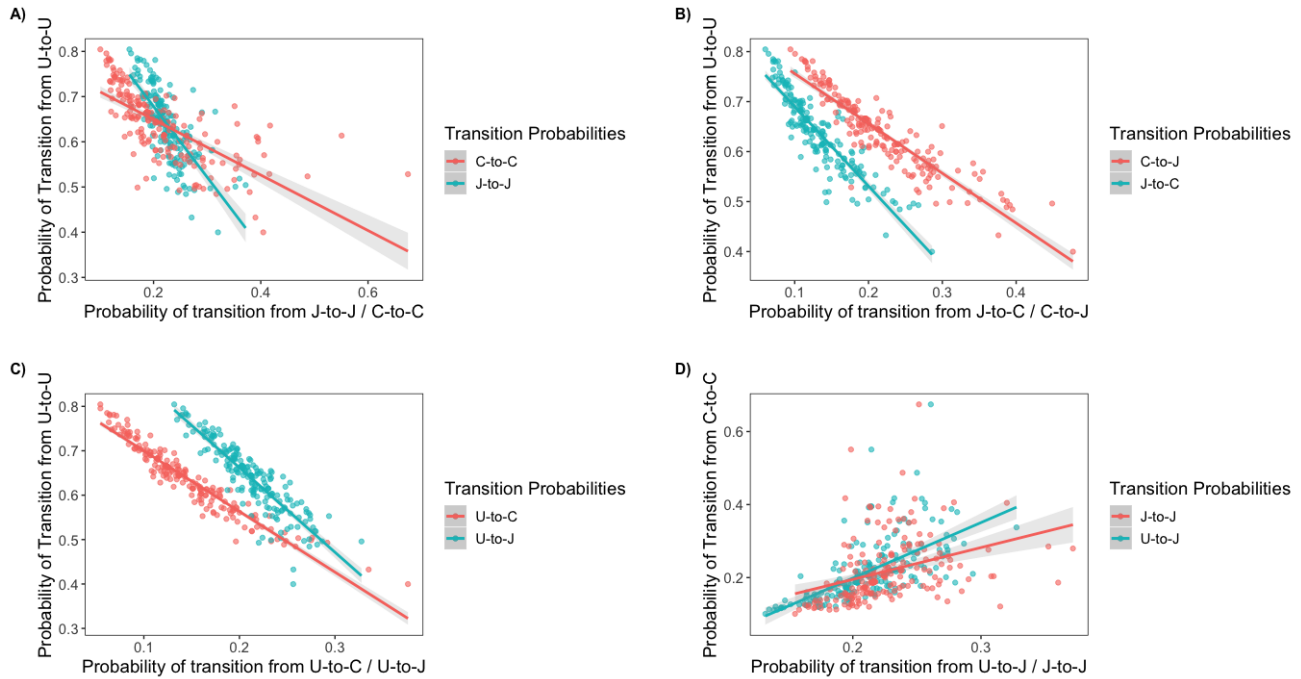 A)
Probability of Transition from U-to-U
0.8
0.7
0.6
0.5
0.4
0.3
0.2
0.4
0.6
Probability of transition from J-to-J / C-to-C
Transition Probabilities
C-to-C
J-to-J
B)
Probability of Transition from U-to-U
0.8
0.7
0.6
0.5
0.4
0.1
0.2
0.3
0.4
Probability of transition from J-to-C / C-to-J
Transition Probabilities
C-to-J
J-to-C
C)
Probability of Transition from U-to-U
0.8
0.7
0.6
0.5
0.4
0.3
0.1
0.2
0.3
Probability of transition from U-to-C / U-to-J
Transition Probabilities
U-to-C
U-to-J
D)
Probability of Transition from C-to-C
0.6
0.4
0.2
0.2
0.3
Probability of transition from U-to-J / J-to-J
Transition Probabilities
J-to-J
U-to-J